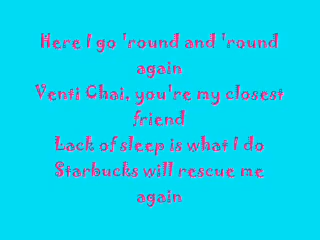 Here I go 'round and 'round
again
Venti Chai, you're my closest
friend
Lack of sleep is what I do
Starbucks will rescue me
again